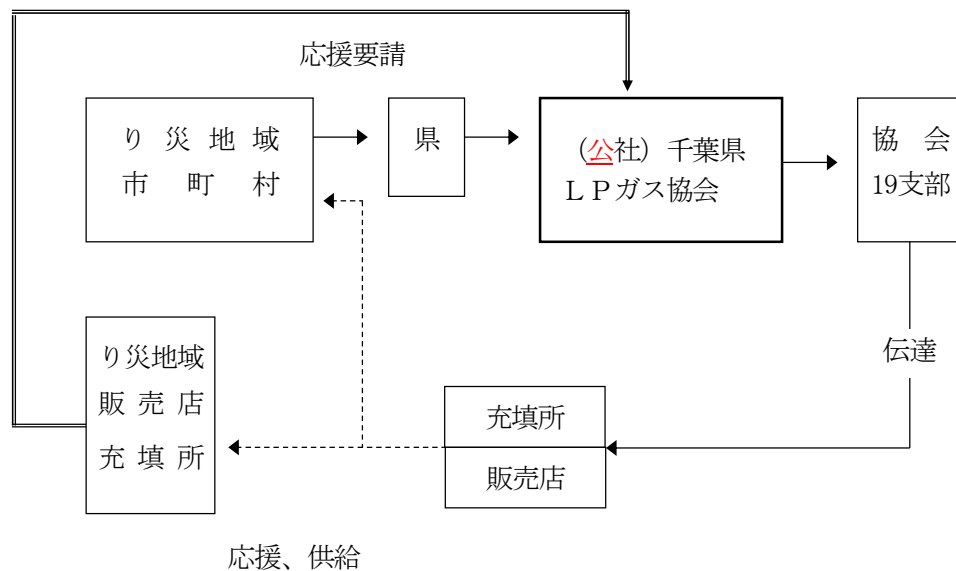 応援要請
り災地域
市町村
県
（公社）千葉県
ＬＰガス協会
協会
19支部
伝達
り災地域
販売店
充填所
充填所
販売店
応援、供給